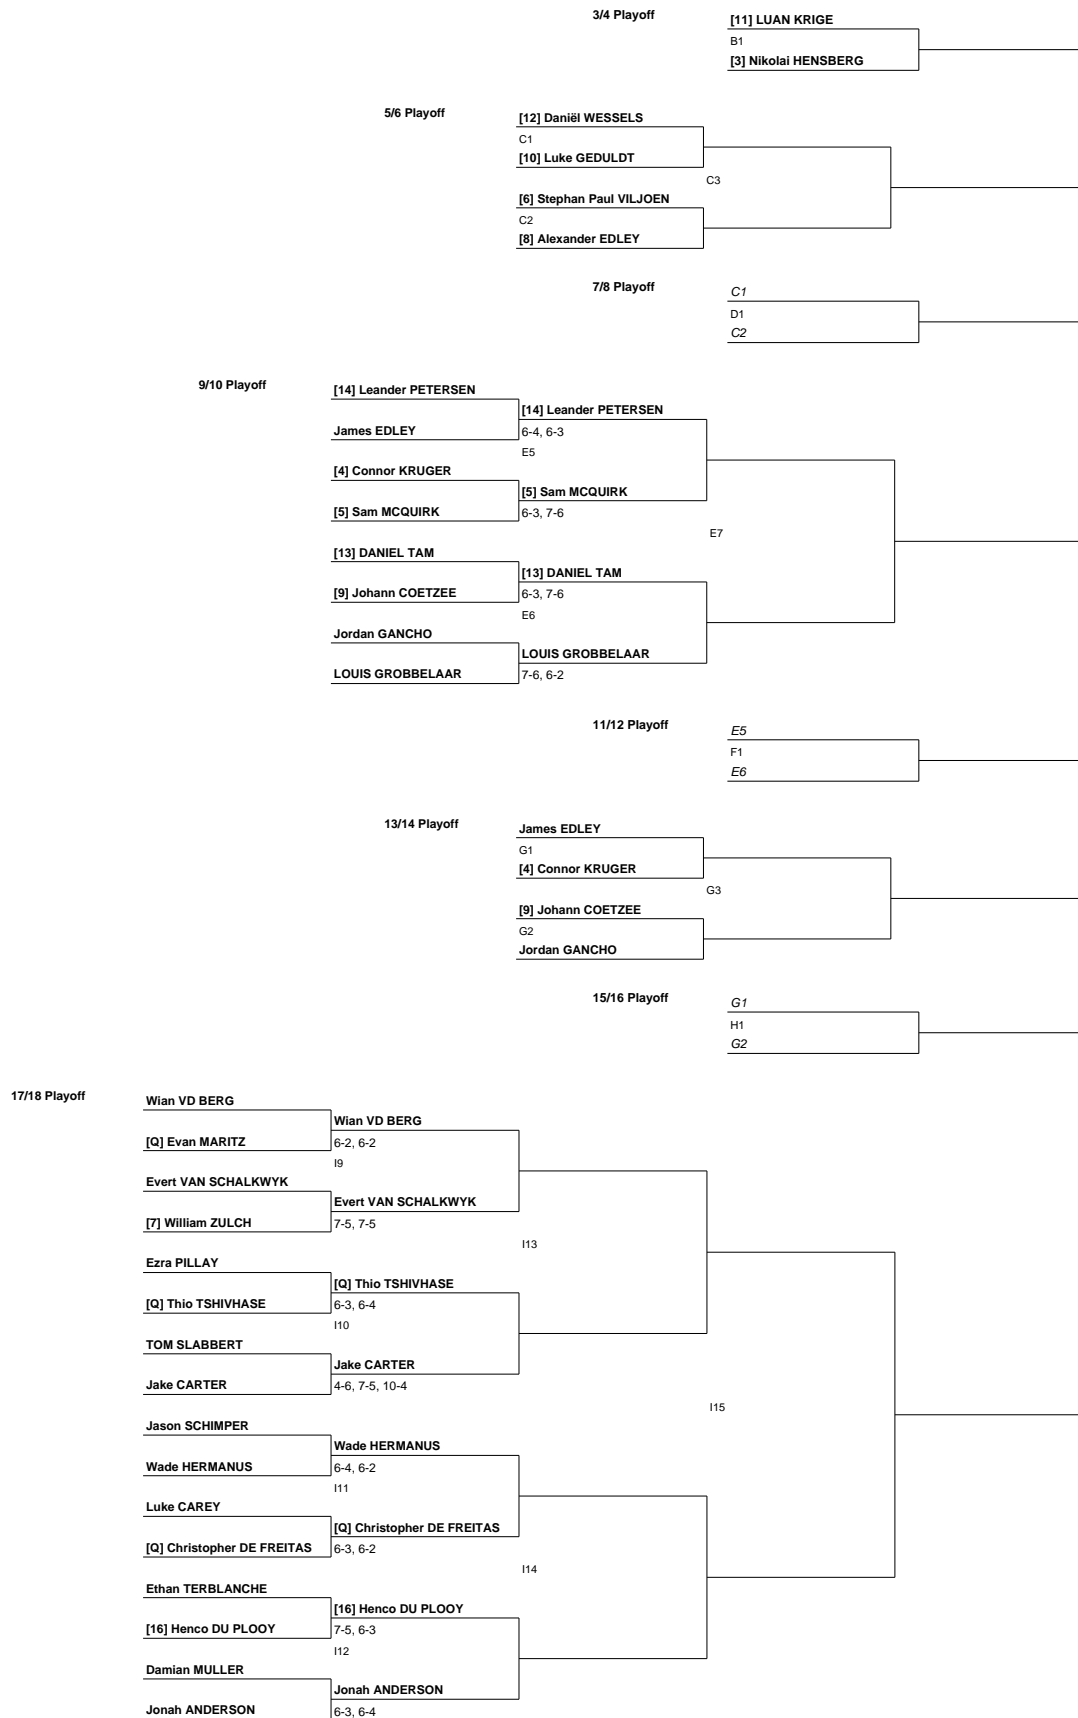 3/4 Playoff
[11] LUAN KRIGE
B1
[3] Nikolai HENSBERG
5/6 Playoff
[12] Daniël WESSELS
C1
[10] Luke GEDULDT
C3
[6] Stephan Paul VILJOEN
C2
[8] Alexander EDLEY
7/8 Playoff
C1
D1
C2
9/10 Playoff
[14] Leander PETERSEN
[14] Leander PETERSEN
James EDLEY
6-4, 6-3
E5
[4] Connor KRUGER
[5] Sam MCQUIRK
[5] Sam MCQUIRK
6-3, 7-6
E7
[13] DANIEL TAM
[13] DANIEL TAM
[9] Johann COETZEE
6-3, 7-6
E6
Jordan GANCHO
LOUIS GROBBELAAR
LOUIS GROBBELAAR
7-6, 6-2
11/12 Playoff
E5
F1
E6
13/14 Playoff
James EDLEY
G1
[4] Connor KRUGER
G3
[9] Johann COETZEE
G2
Jordan GANCHO
15/16 Playoff
G1
H1
G2
17/18 Playoff
Wian VD BERG
Wian VD BERG
[Q] Evan MARITZ
6-2, 6-2
I9
Evert VAN SCHALKWYK
Evert VAN SCHALKWYK
[7] William ZULCH
7-5, 7-5
I13
Ezra PILLAY
[Q] Thio TSHIVHASE
[Q] Thio TSHIVHASE
6-3, 6-4
I10
TOM SLABBERT
Jake CARTER
Jake CARTER
4-6, 7-5, 10-4
I15
Jason SCHIMPER
Wade HERMANUS
Wade HERMANUS
6-4, 6-2
I11
Luke CAREY
[Q] Christopher DE FREITAS
[Q] Christopher DE FREITAS
6-3, 6-2
I14
Ethan TERBLANCHE
[16] Henco DU PLOOY
[16] Henco DU PLOOY
7-5, 6-3
I12
Damian MULLER
Jonah ANDERSON
Jonah ANDERSON
6-3, 6-4